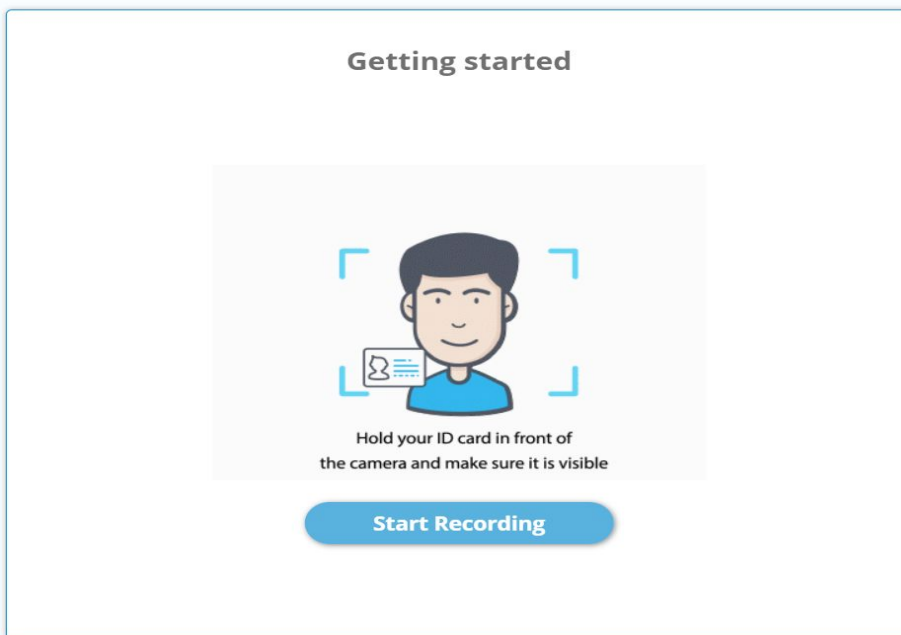 Getting started
Hold your ID card in front of
the camera and make sure it is visible
Start Recording